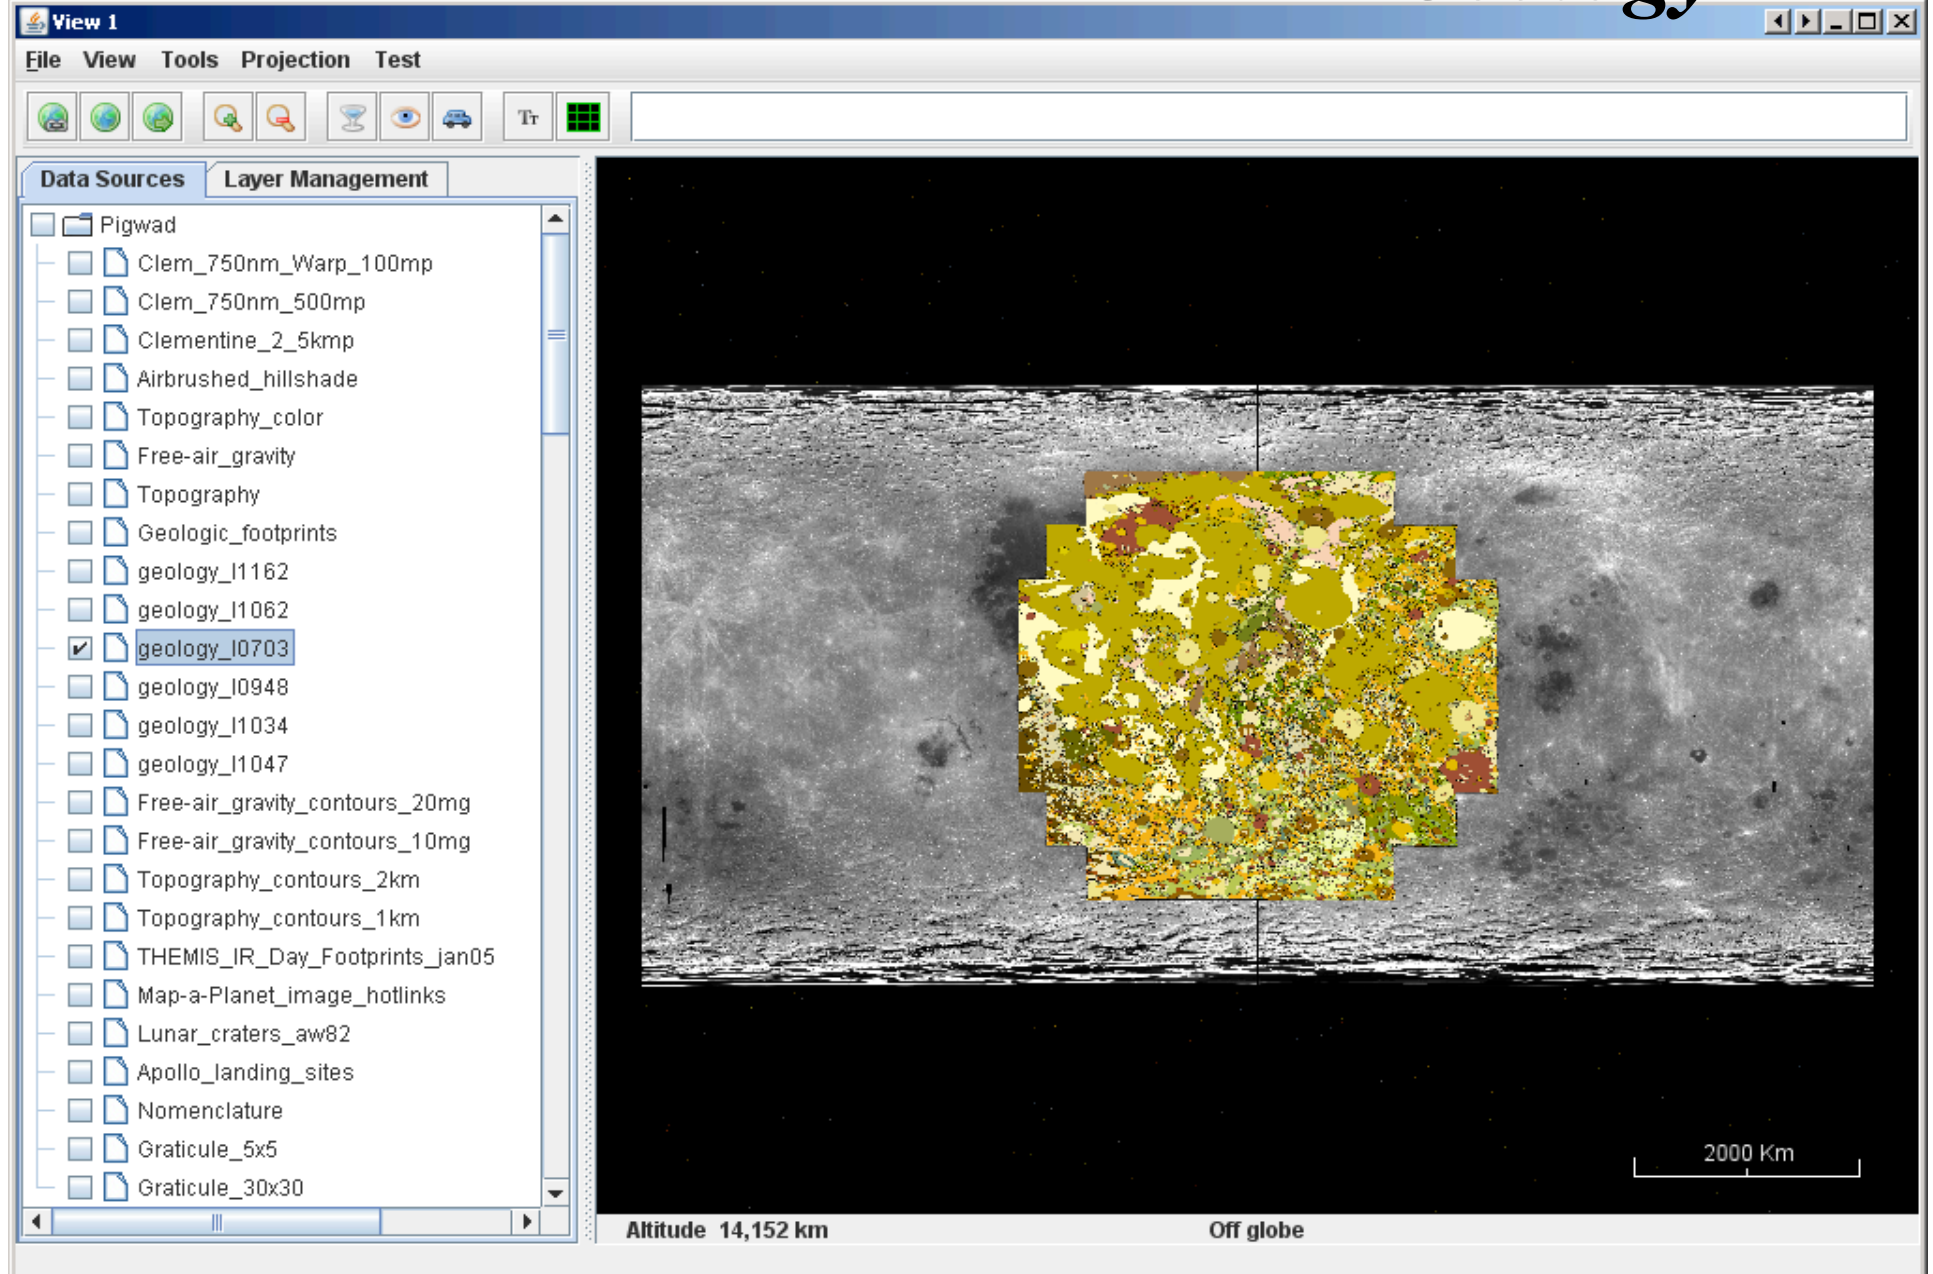 gy
View 1
File View Tools Projection Test
TT
Data Sources Layer Management
Pigwad
Clem_750nm_Warp_100mp
Clem_750nm_500mp
Clementine_2_5kmp
Airbrushed_hillshade
Topography_color
Free-air_gravity
Topography
Geologic_footprints
geology_I1162
geology_I1062
geology_I0703
geology_I0948
geology_I1034
geology_I1047
Free-air_gravity_contours_20mg
Free-air_gravity_contours_10mg
Topography_contours_2km
Topography_contours_1km
THEMIS_IR_Day_Footprints_jan05
Map-a-Planet_image_hotlinks
Lunar_craters_aw82
Apollo_landing_sites
Nomenclature
Graticule_5x5
Graticule_30x30
2000 Km
Altitude 14,152 km Off globe